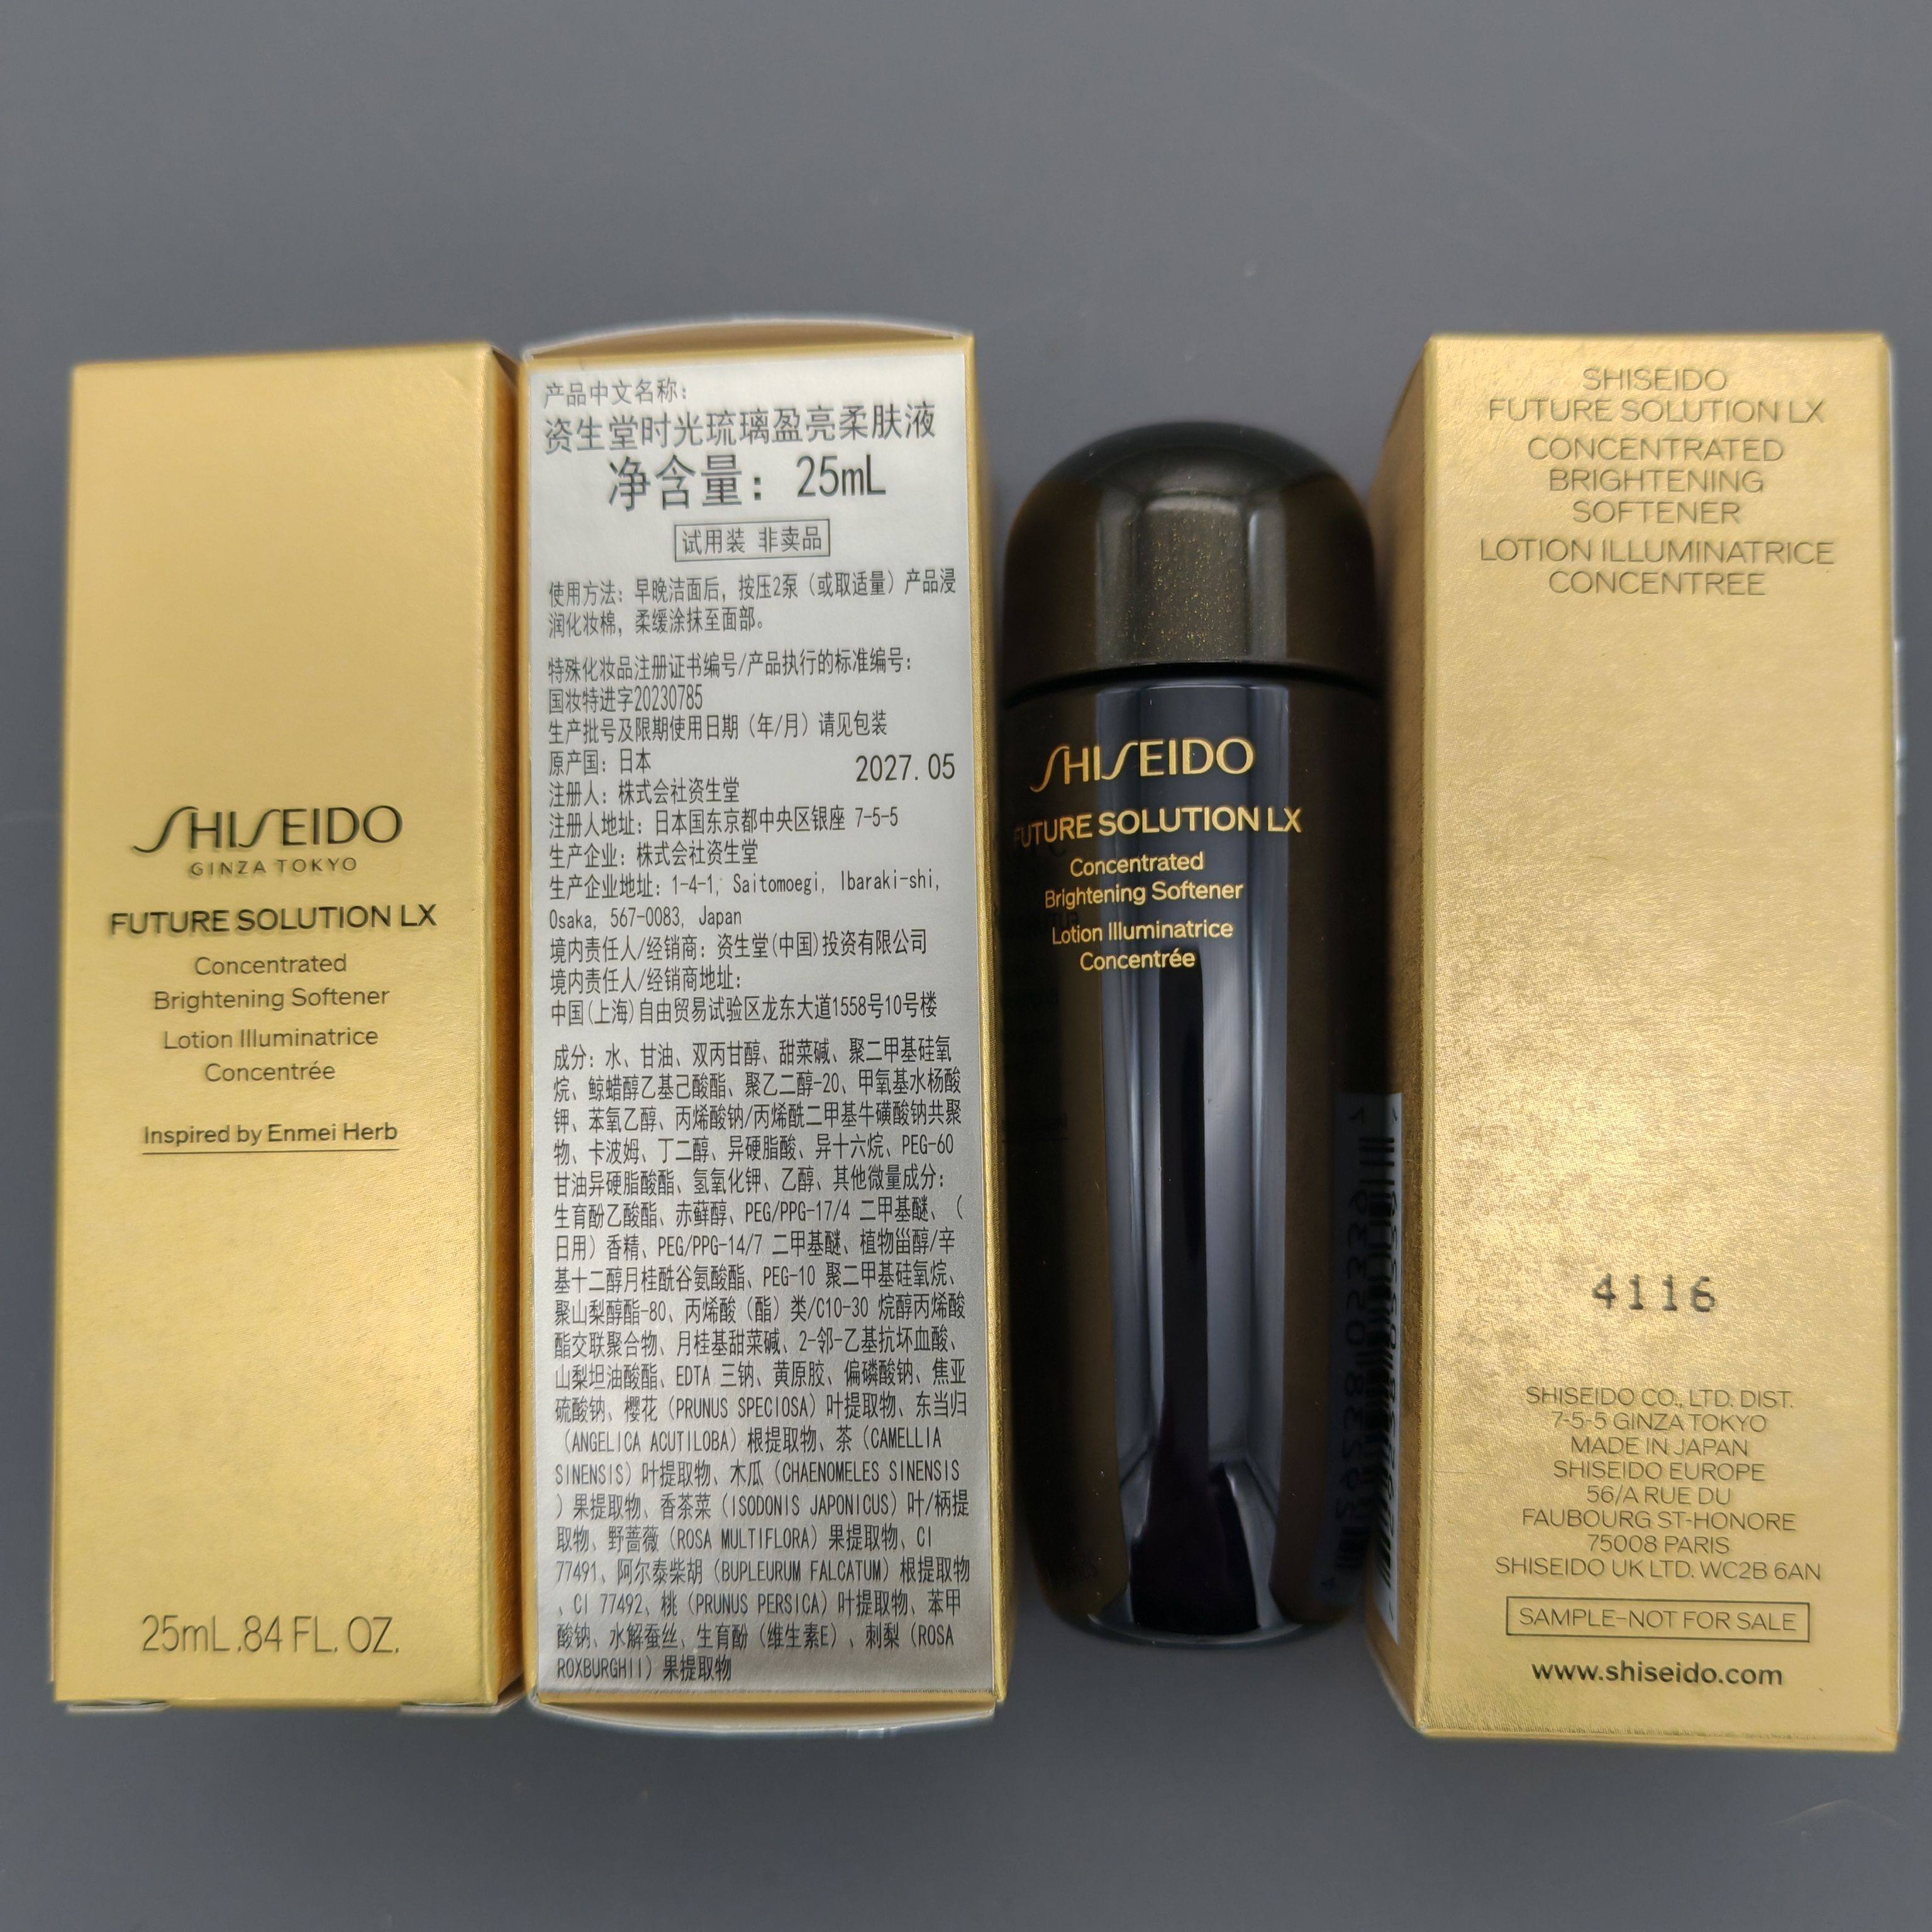 SHISEIDO
GINZA TOKYO
FUTURE SOLUTION LX
Concentrated
Brightening Softener
Lotion Illuminatrice
Concentrée
Inspired by Enmei Herb
25mL .84 FL. OZ.
产品中文名称：
资生堂时光琉璃盈亮柔肤液
净含量： 25mL
试用装 非卖品
使用方法：早晚洁面后，按压2泵（或取适量）产品浸
润化妆棉，柔缓涂抹至面部。
特殊化妆品注册证书编号/产品执行的标准编号：
国妆特进字20230785
生产批号及限期使用日期（年/月）请见包装
原产国：日本
2027.05
注册人：株式会社资生堂
注册人地址：日本国东京都中央区银座 7-5-5
生产企业：株式会社资生堂
生产企业地址：1-4-1, Saitomoegi, Ibaraki-shi,
Osaka, 567-0083, Japan
境内责任人/经销商：资生堂(中国)投资有限公司
境内责任人/经销商地址：
中国(上海)自由贸易试验区龙东大道1558号10号楼
成分：水、甘油、双丙甘醇、甜菜碱、聚二甲基硅氧
烷、鲸蜡醇乙基己酸酯、聚乙二醇-20、甲氧基水杨酸
钾、苯氧乙醇、丙烯酸钠/丙烯酰二甲基牛磺酸钠共聚
物、卡波姆、丁二醇、异硬脂酸、异十六烷、PEG-60
甘油异硬脂酸酯、氢氧化钾、乙醇、其他微量成分：
生育酚乙酸酯、赤藓醇、PEG/PPG-17/4 二甲基醚、（
日用）香精、PEG/PPG-14/7 二甲基醚、植物甾醇/辛
基十二醇月桂酰谷氨酸酯、PEG-10 聚二甲基硅氧烷、
聚山梨醇酯-80、丙烯酸（酯）类/C10-30 烷醇丙烯酸
酯交联聚合物、月桂基甜菜碱、2-邻-乙基抗坏血酸、
山梨坦油酸酯、EDTA 三钠、黄原胶、偏磷酸钠、焦亚
硫酸钠、樱花（PRUNUS SPECIOSA）叶提取物、东当归
（ANGELICA ACUTILOBA）根提取物、茶（CAMELLIA
SINENSIS）叶提取物、木瓜（CHAENOMELES SINENSIS
）果提取物、香茶菜（ISODONIS JAPONICUS）叶/柄提
取物、野蔷薇（ROSA MULTIFLORA）果提取物、CI
77491、阿尔泰柴胡（BUPLEURUM FALCATUM）根提取物
、CI 77492、桃（PRUNUS PERSICA）叶提取物、苯甲
酸钠、水解蚕丝、生育酚（维生素E）、刺梨（ROSA
ROXBURGHII）果提取物
SHISEIDO
FUTURE SOLUTION LX
Concentrated
Brightening Softener
Lotion Illuminatrice
Concentrée
SHISEIDO
FUTURE SOLUTION LX
CONCENTRATED
BRIGHTENING
SOFTENER
LOTION ILLUMINATRICE
CONCENTREE
4116
SHISEIDO CO., LTD. DIST.
7-5-5 GINZA TOKYO
MADE IN JAPAN
SHISEIDO EUROPE
56/A RUE DU
FAUBOURG ST-HONORE
75008 PARIS
SHISEIDO UK LTD. WC2B 6AN
SAMPLE-NOT FOR SALE
www.shiseido.com